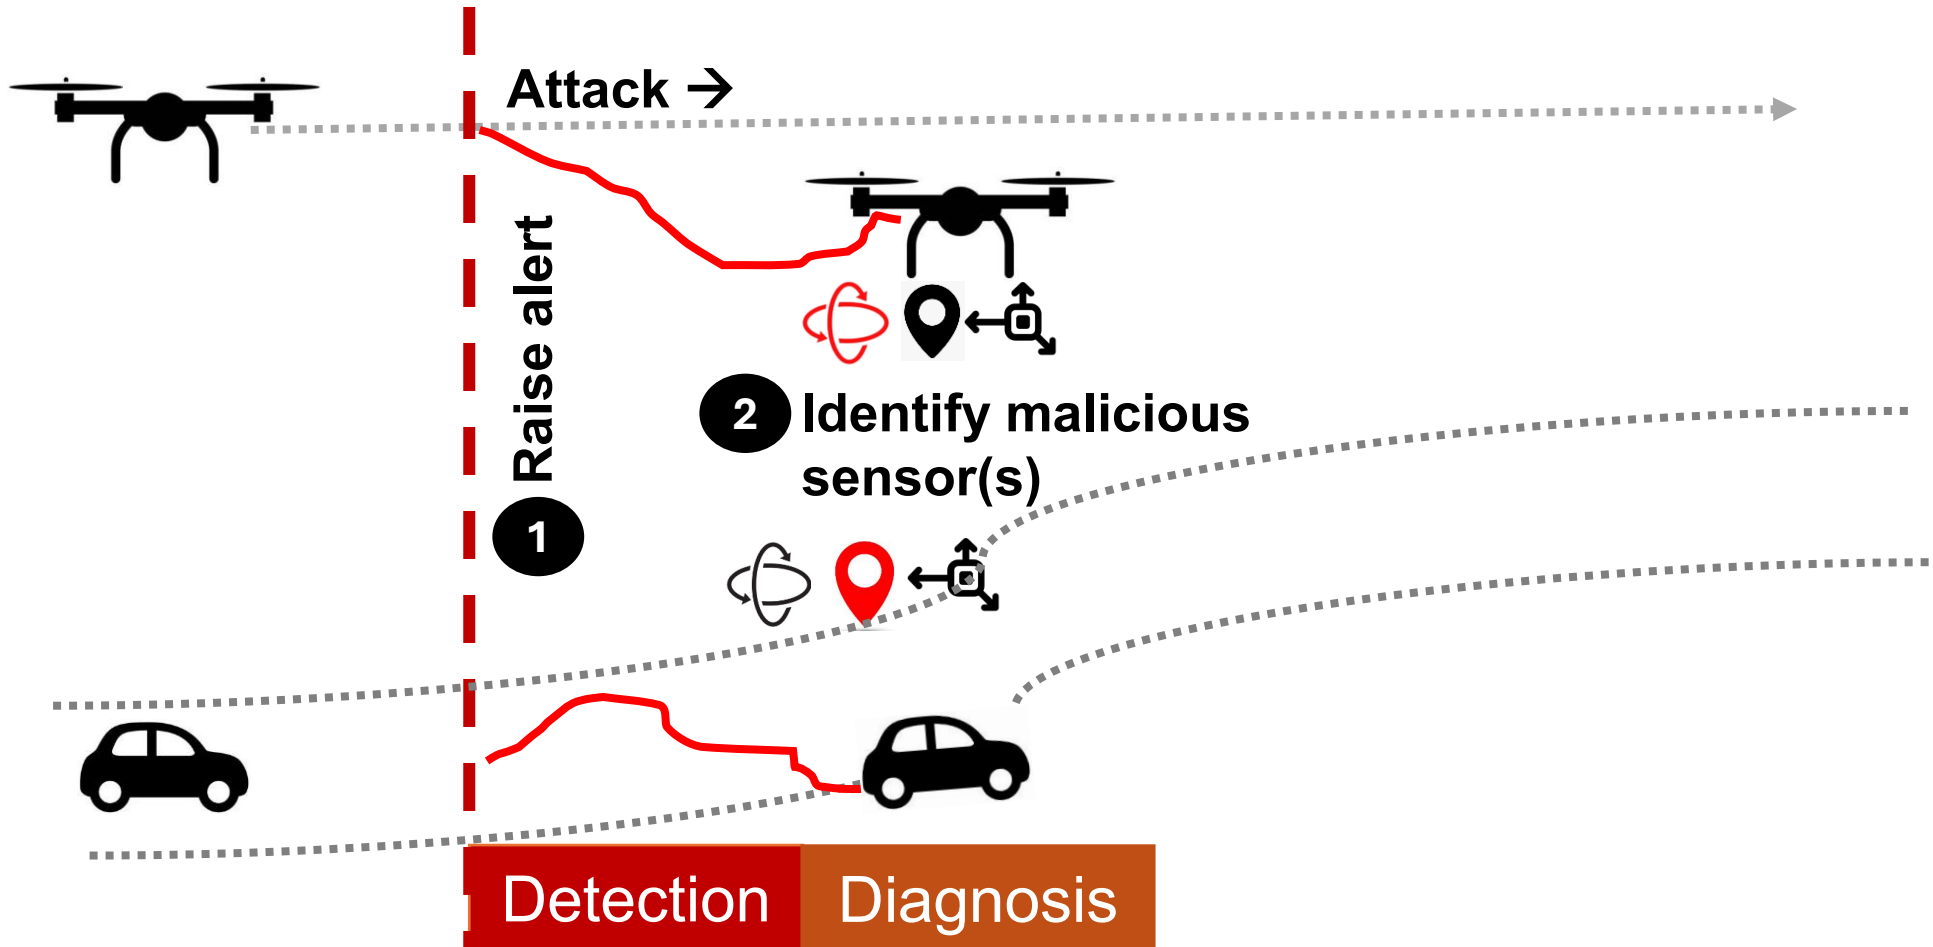 Attack →
1 Raise alert
2 Identify malicious
sensor(s)
Detection
Diagnosis